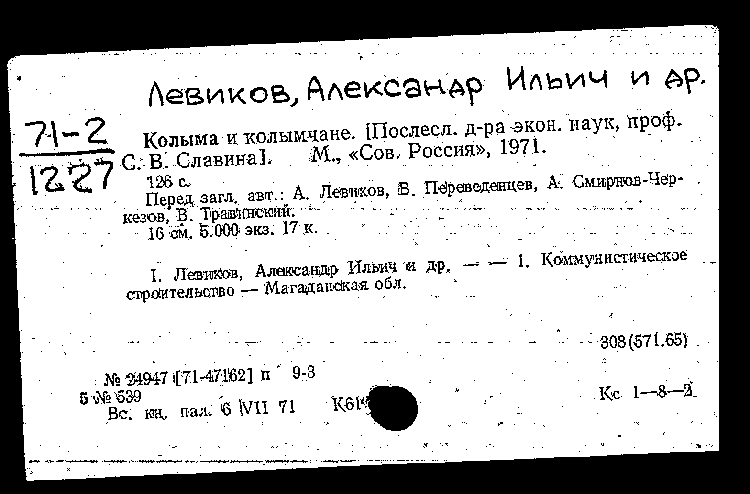 Левиков, Александр Ильич и др.
71-2
1227
Колыма и колымчане. [Послесл. д-ра экон. наук, проф.
С. В. Славина]. М., «Сов. Россия», 1971.
126 с.
Перед загл. авт.: А. Левиков, В. Переведенцев, А. Смирнов-Чер-
кезов, В. Травинский.
16 см. 5.000 экз. 17 к.
I. Левиков, Александр Ильич и др. — — 1. Коммунистическое
строительство — Магаданская обл.
308(571.65)
№ 24947 [71-47162] п 9-3
5 № 539
Вс. кн. пал. 6 VII 71 К61
Кс 1—8—2